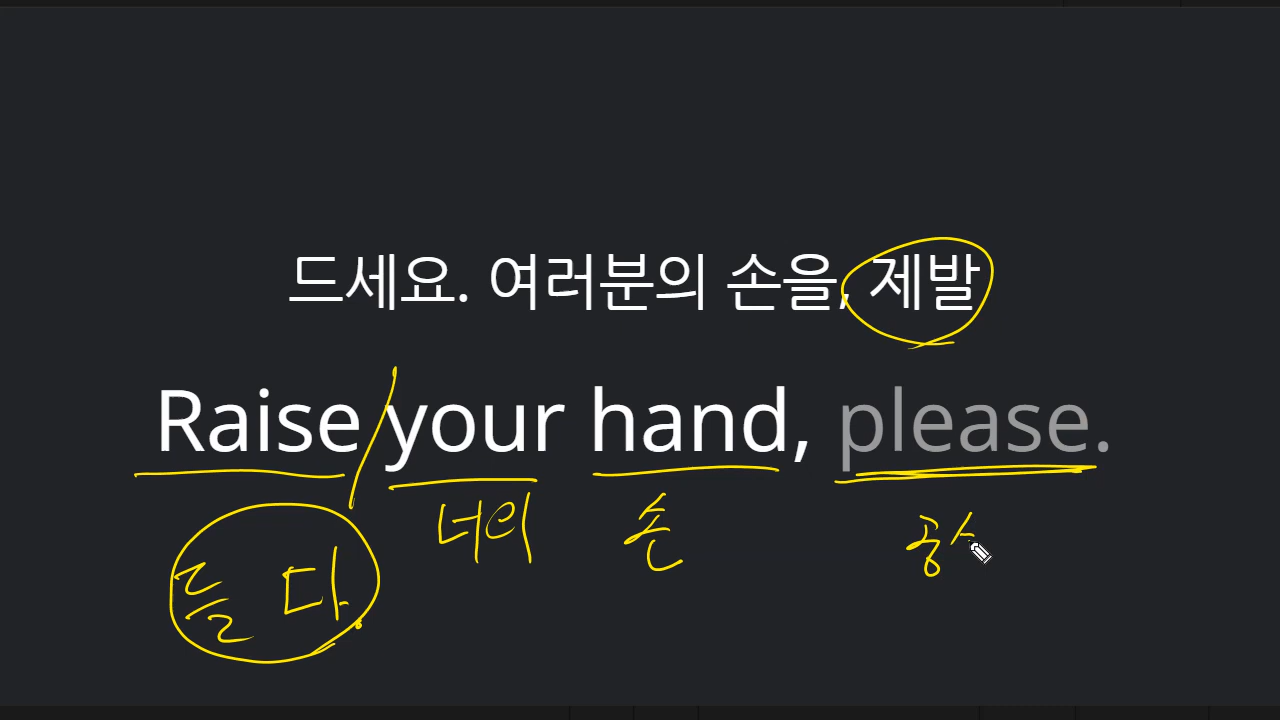 드세요. 여러분의 손을, 제발
Raise / your hand, please.
너의 손
들 다.